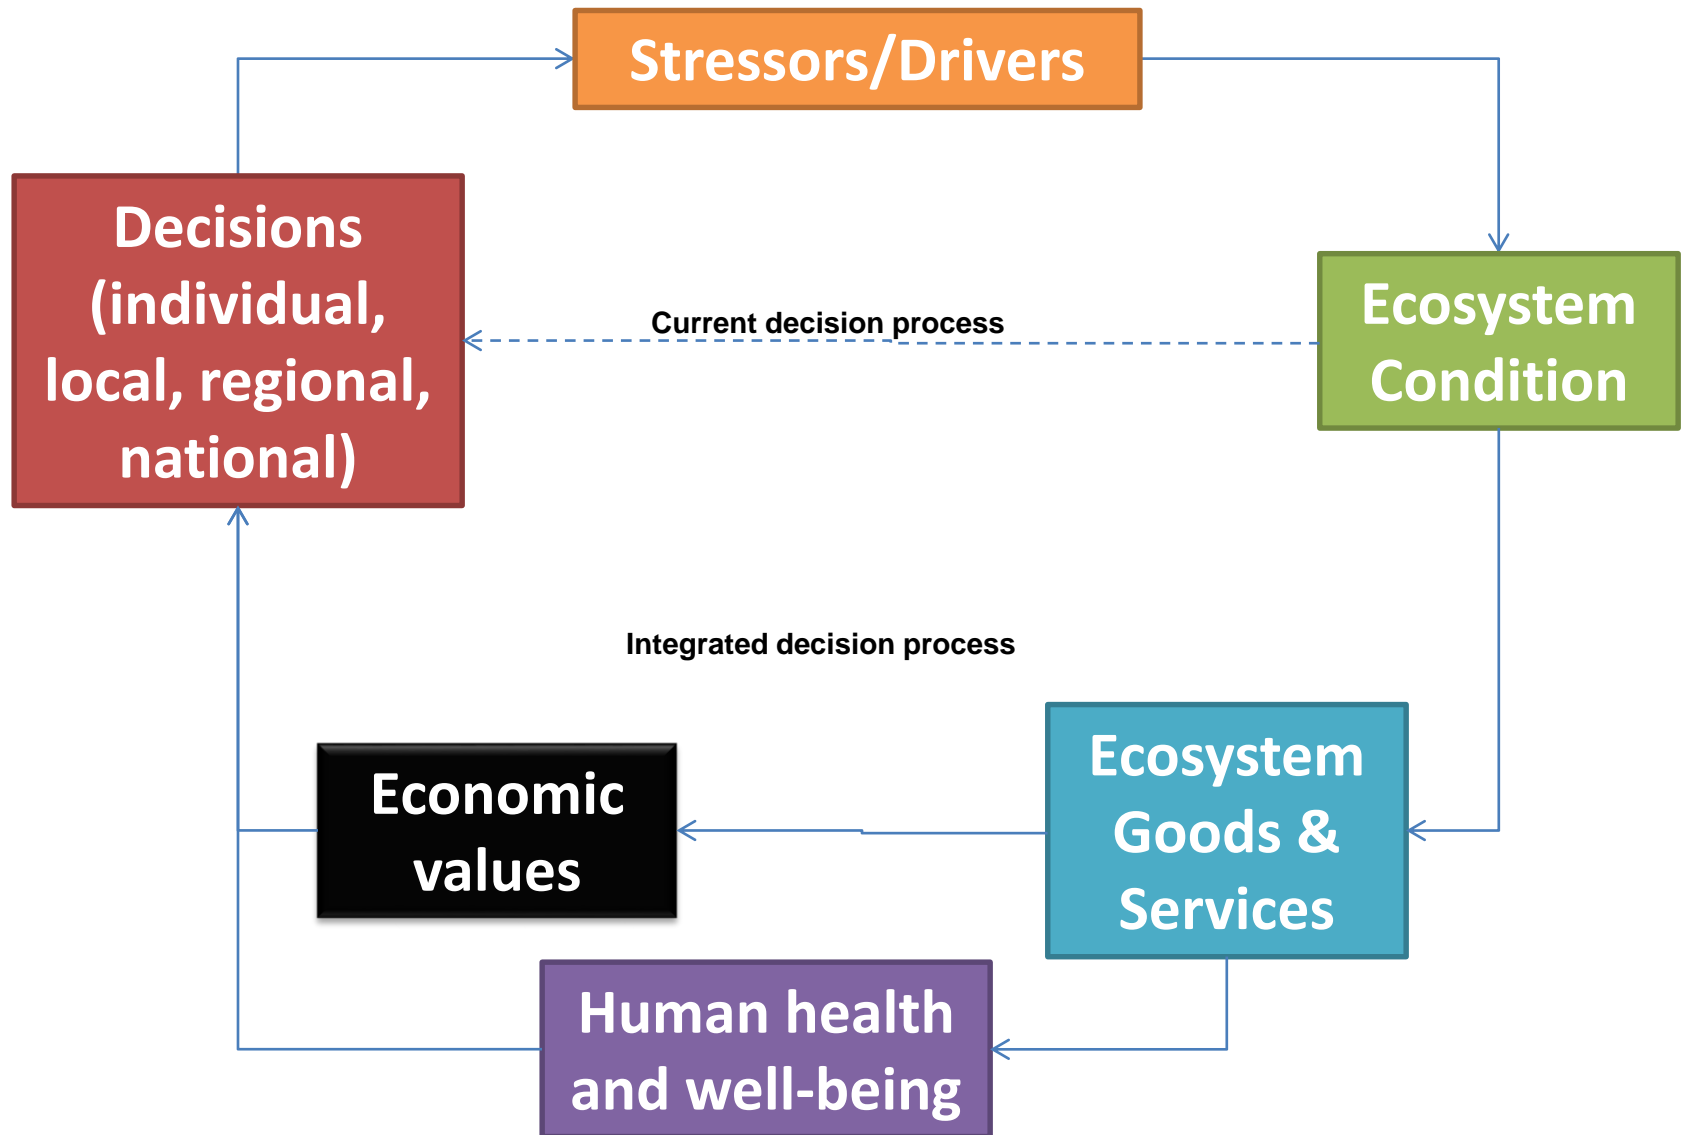 Stressors/Drivers
Decisions
(individual,
local, regional,
national)
Current decision process
Ecosystem
Condition
Integrated decision process
Economic
values
Ecosystem
Goods &
Services
Human health
and well-being